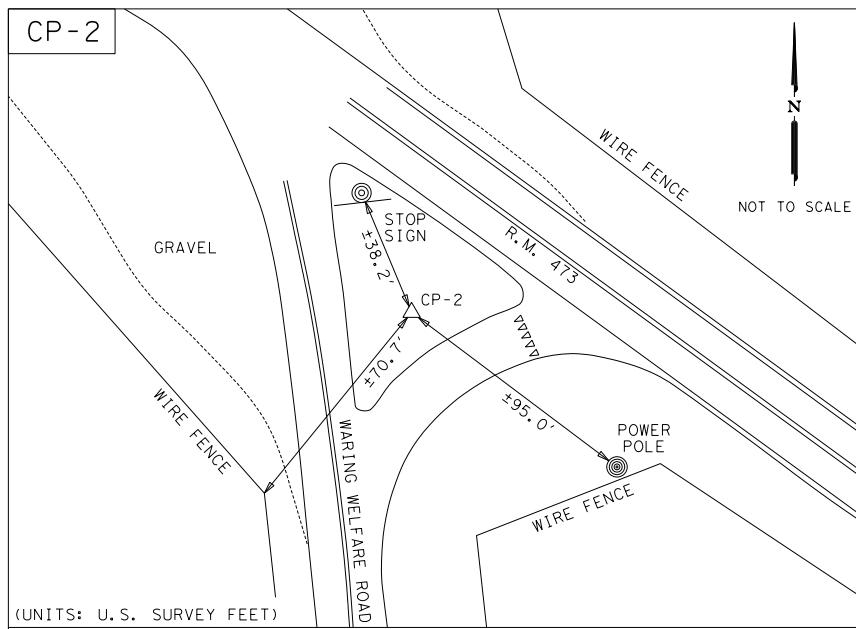 CP-2
N
NOT TO SCALE
WIRE FENCE
STOP
SIGN
R.M. 473
GRAVEL
±38.2'
CP-2
±70.7'
±95.0'
WIRE FENCE
WARING WELFARE ROAD
POWER
POLE
WIRE FENCE
(UNITS: U.S. SURVEY FEET)